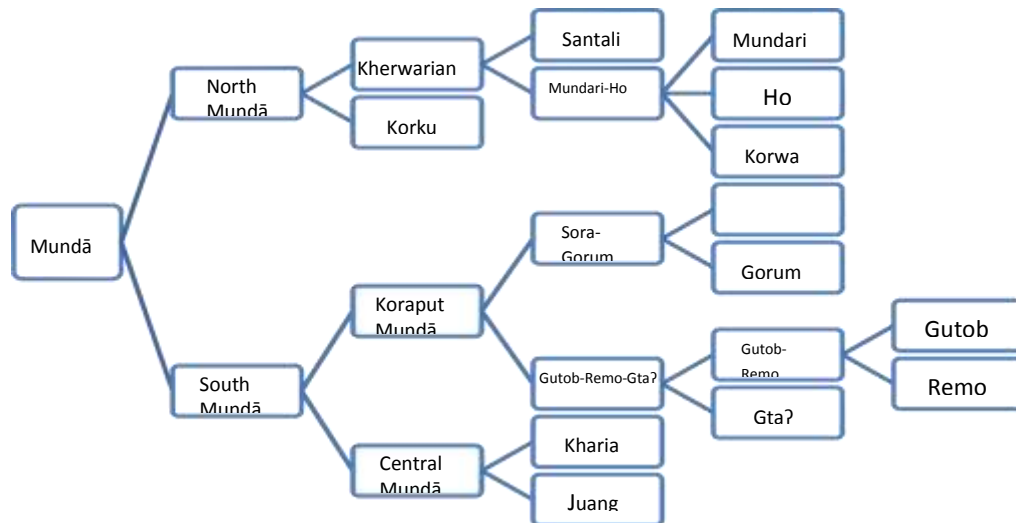 Mundā
North
Mundā
South
Mundā
Kherwarian
Korku
Koraput
Mundā
Central
Mundā
Santali
Mundari-Ho
Sora-
Gorum
Gutob-Remo-Gtaʔ
Kharia
Juang
Mundari
Ho
Korwa
Gorum
Gutob-
Remo
Gtaʔ
Gutob
Remo